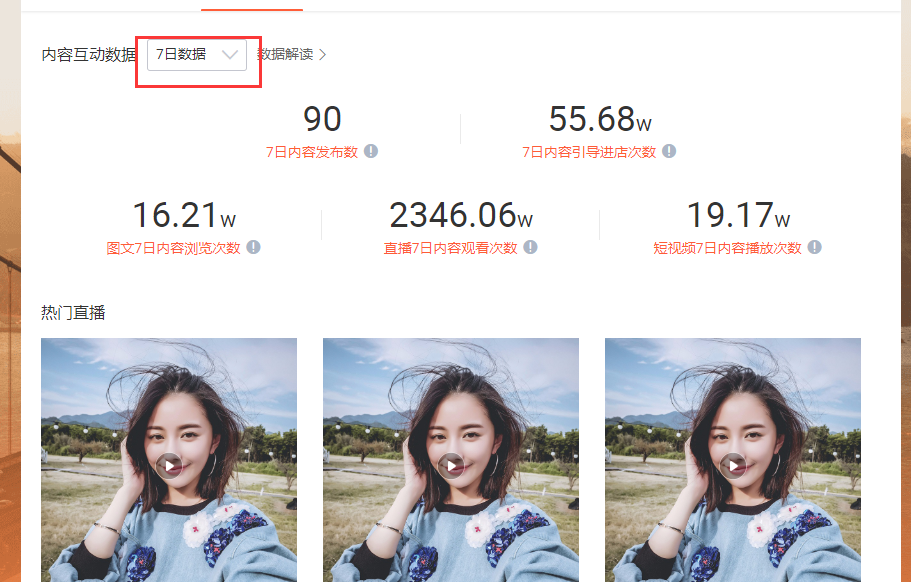 内容互动数据 7日数据 数据解读
90
55.68w
7日内容发布数
7日内容引导进店次数
16.21w
2346.06w
19.17w
图文7日内容浏览次数
直播7日内容观看次数
短视频7日内容播放次数
热门直播